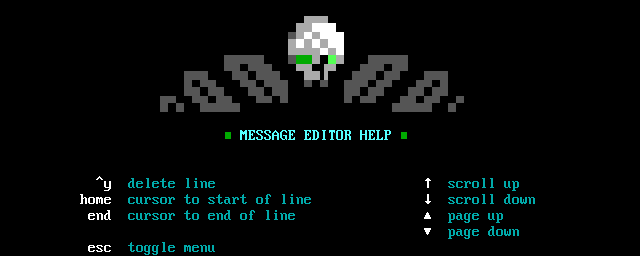 ■ MESSAGE EDITOR HELP ■
^y delete line ↑ scroll up
home cursor to start of line ↓ scroll down
end cursor to end of line ▲ page up
▼ page down
esc toggle menu